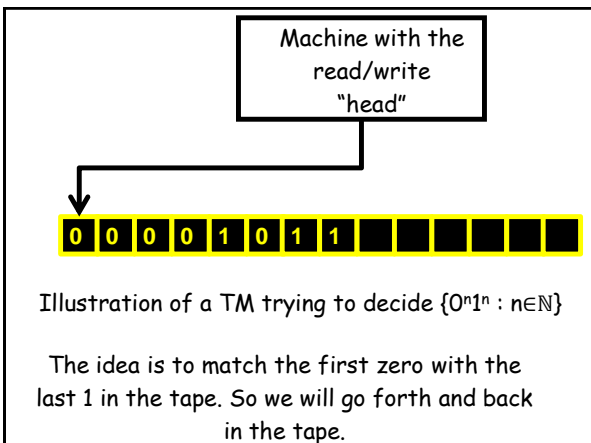 Machine with the
read/write
“head”
0 0 0 0 1 0 1 1
Illustration of a TM trying to decide {0ⁿ1ⁿ : n∈ℕ}
The idea is to match the first zero with the
last 1 in the tape. So we will go forth and back
in the tape.